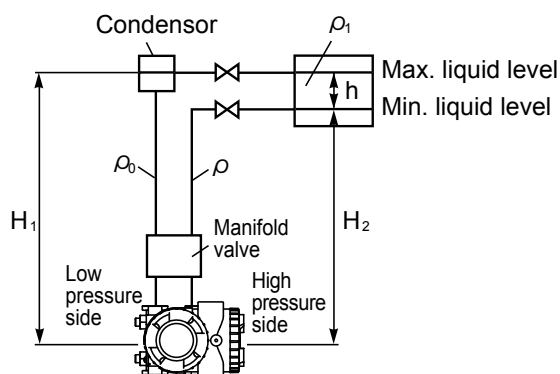 Condensor
ρ1
Max. liquid level
h
Min. liquid level
ρ0
ρ
H1
H2
Manifold
valve
Low
pressure
side
High
pressure
side